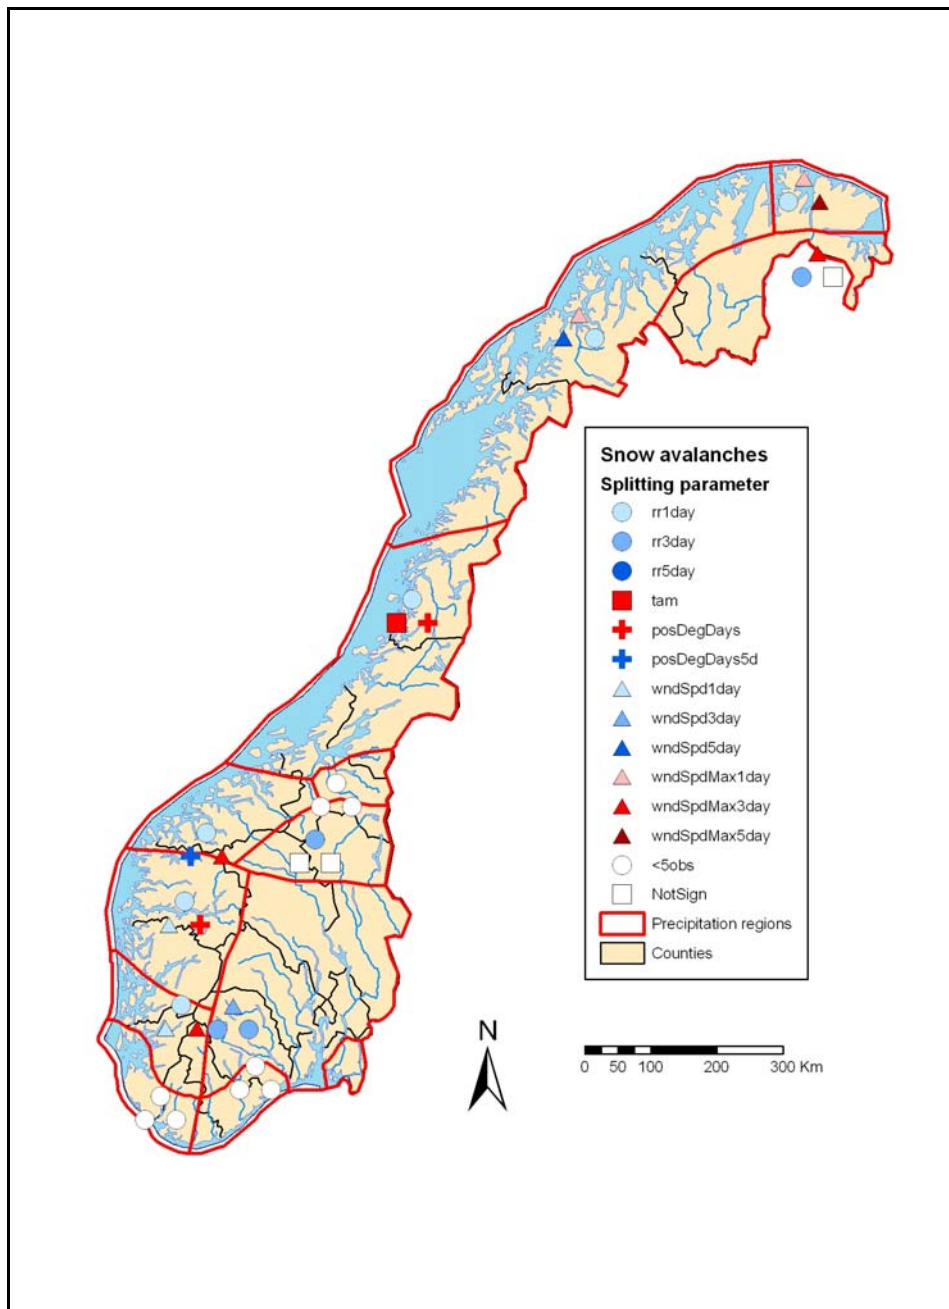 Snow avalanches
Splitting parameter
rr1day
rr3day
rr5day
tam
posDegDays
posDegDays5d
wndSpd1day
wndSpd3day
wndSpd5day
wndSpdMax1day
wndSpdMax3day
wndSpdMax5day
<5obs
NotSign
Precipitation regions
Counties
N
0 50 100 200 300 Km